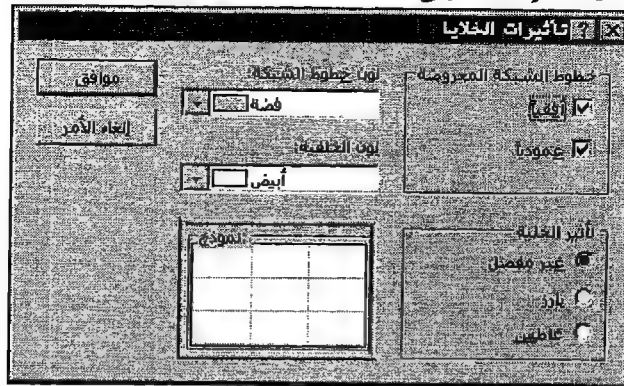 تأثيرات الخلايا
خطوط الشبكة المعروضة
أفقيا
عموديا
لون خطوط الشبكة:
فضة
لون الخلفية:
أبيض
موافق
إلغاء الأمر
تأثير الخلية
غير مفصل
بارز
غاطس
النموذج: